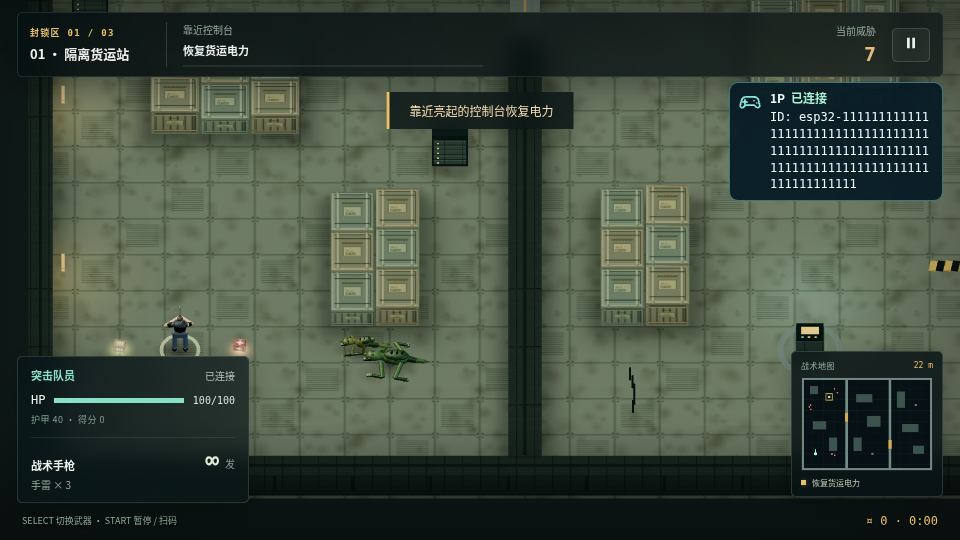 封锁区 01 / 03
01 · 隔离货运站
靠近控制台
恢复货运电力
当前威胁
7
靠近亮起的控制台恢复电力
1P 已连接
ID: esp32-111111111111
1111111111111111111111
1111111111111111111111
1111111111111111111111
111111111111
突击队员
已连接
HP
100/100
护甲 40 · 得分 0
战术手枪
∞ 发
手雷 × 3
战术地图
22 m
恢复货运电力
SELECT 切换武器 · START 暂停 / 扫码
¤ 0 · 0:00